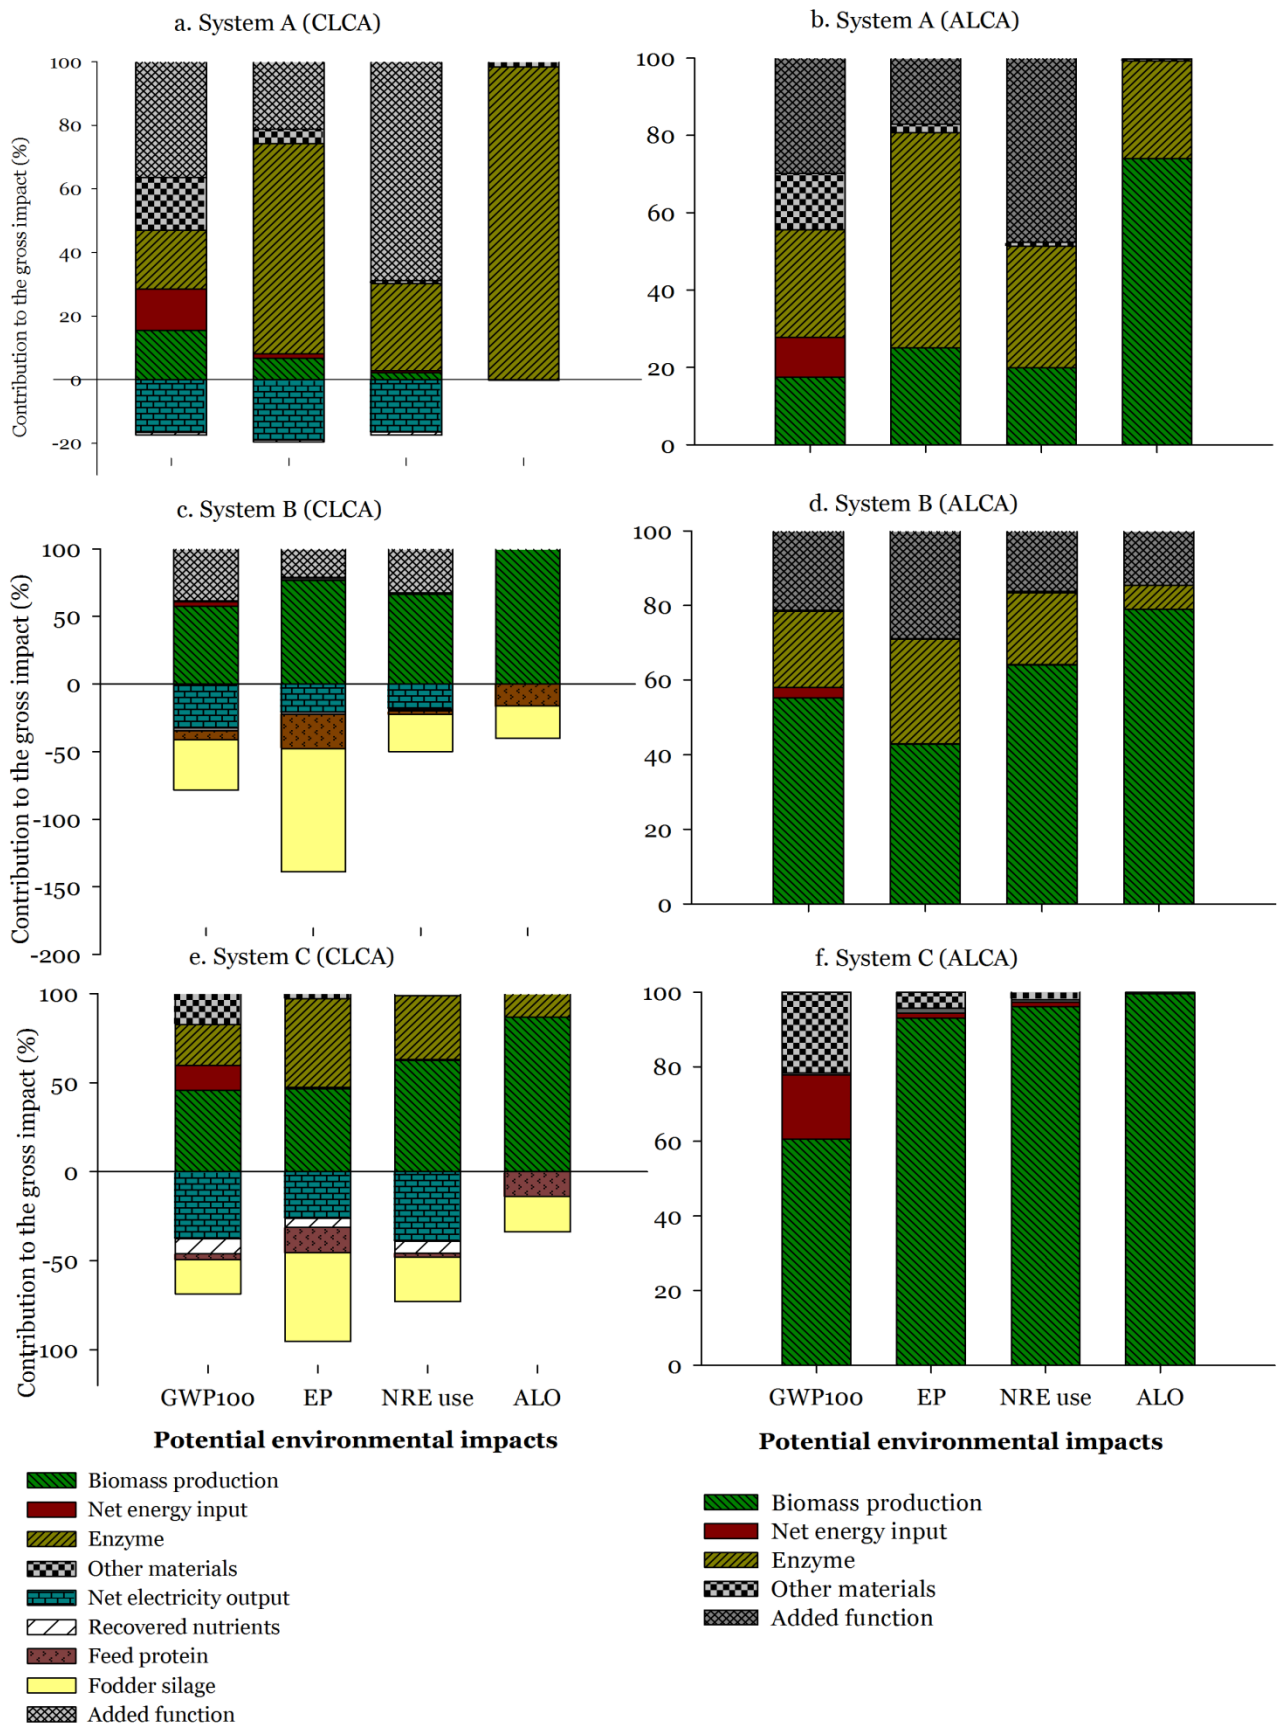 a. System A (CLCA)
Contribution to the gross impact (%)
100
80
60
40
20
0
-20
b. System A (ALCA)
100
80
60
40
20
0
c. System B (CLCA)
Contribution to the gross impact (%)
100
50
0
-50
-100
-150
-200
d. System B (ALCA)
100
80
60
40
20
0
e. System C (CLCA)
Contribution to the gross impact (%)
100
50
0
-50
-100
GWP100 EP NRE use ALO
Potential environmental impacts
f. System C (ALCA)
100
80
60
40
20
0
GWP100 EP NRE use ALO
Potential environmental impacts
Biomass production
Net energy input
Enzyme
Other materials
Net electricity output
Recovered nutrients
Feed protein
Fodder silage
Added function
Biomass production
Net energy input
Enzyme
Other materials
Added function